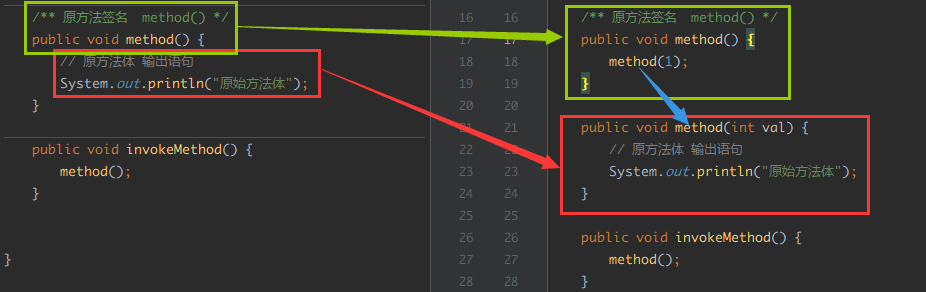 /** 原方法签名  method() */
public void method() {
// 原方法体 输出语句
System.out.println("原始方法体");
}
public void invokeMethod() {
method();
}
}
16 16
17 17
18 18
19 19
20 20
21 21
22 22
23 23
24 24
25 25
26 26
27 27
28 28
/** 原方法签名  method() */
public void method() {
method(1);
}
public void method(int val) {
// 原方法体 输出语句
System.out.println("原始方法体");
}
public void invokeMethod() {
method();
}